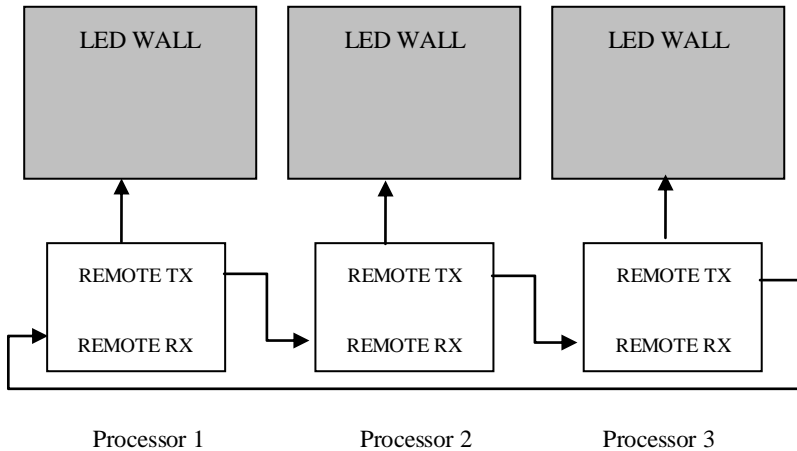 LED WALL
LED WALL
LED WALL
REMOTE TX
REMOTE TX
REMOTE TX
REMOTE RX
REMOTE RX
REMOTE RX
Processor 1
Processor 2
Processor 3